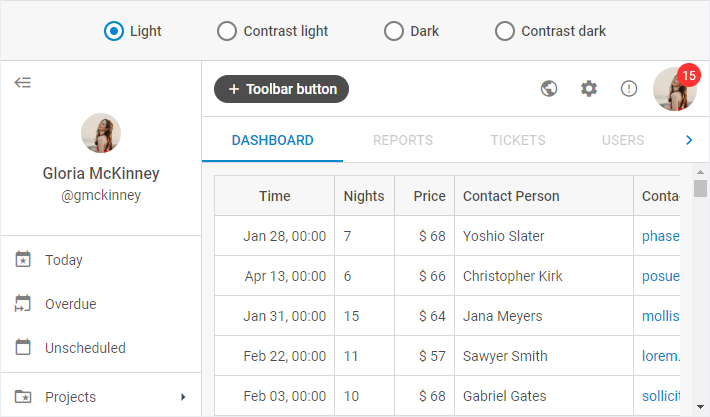 Light Contrast light Dark Contrast dark
+ Toolbar button 15
Gloria McKinney
@gmckinney
DASHBOARD REPORTS TICKETS USERS
Time Nights Price Contact Person Conta
Jan 28, 00:00 7 $ 68 Yoshio Slater phase
Apr 13, 00:00 6 $ 66 Christopher Kirk posue
Jan 31, 00:00 15 $ 64 Jana Meyers mollis
Feb 22, 00:00 11 $ 57 Sawyer Smith lorem.
Feb 03, 00:00 10 $ 68 Gabriel Gates sollicit
Today
Overdue
Unscheduled
Projects